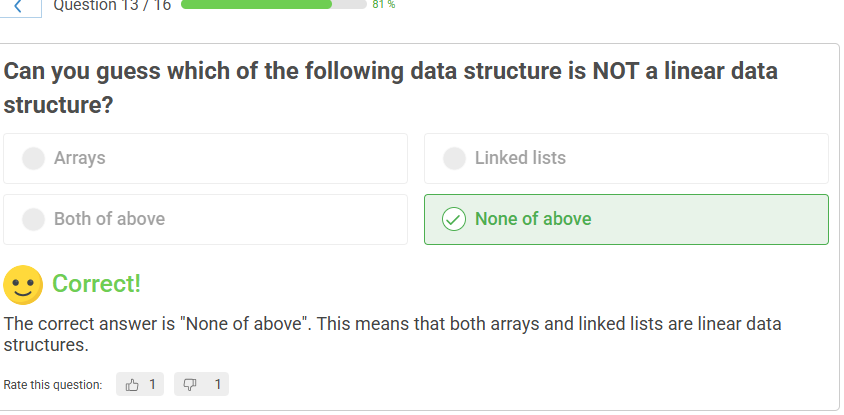 Question 13 / 16 81 %
Can you guess which of the following data structure is NOT a linear data
structure?
Arrays
Linked lists
Both of above
None of above
Correct!
The correct answer is "None of above". This means that both arrays and linked lists are linear data
structures.
Rate this question: 1 1